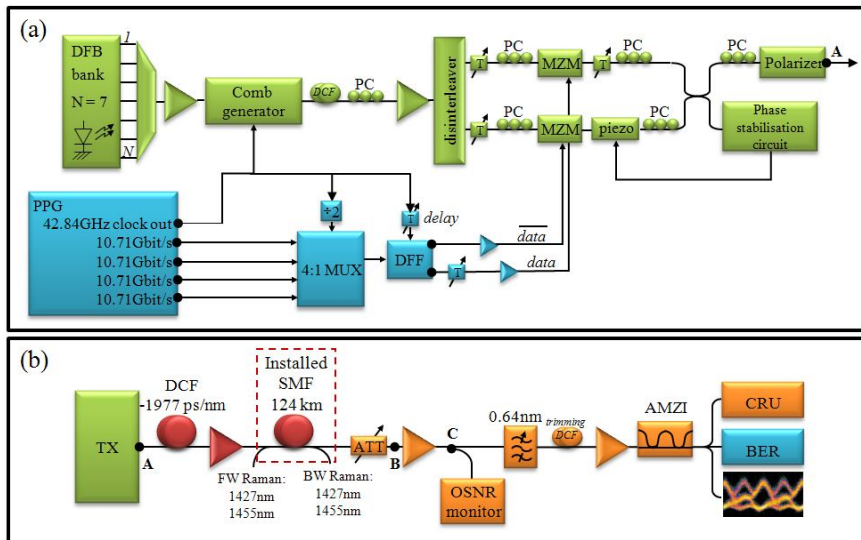 (a)
DFB
bank
N = 7
1
N
Comb
generator
DCF
PC
disinterleaver
T
PC
MZM
T
PC
PC
Polarizer
A
T
PC
MZM
piezo
PC
Phase
stabilisation
circuit
PPG
42.84GHz clock out
10.71Gbit/s
10.71Gbit/s
10.71Gbit/s
10.71Gbit/s
÷2
4:1 MUX
T
delay
DFF
data
T
data
(b)
TX
A
DCF
-1977 ps/nm
Installed
SMF
124 km
FW Raman:
1427nm
1455nm
BW Raman:
1427nm
1455nm
ATT
B
C
OSNR
monitor
0.64nm
trimming
DCF
AMZI
CRU
BER